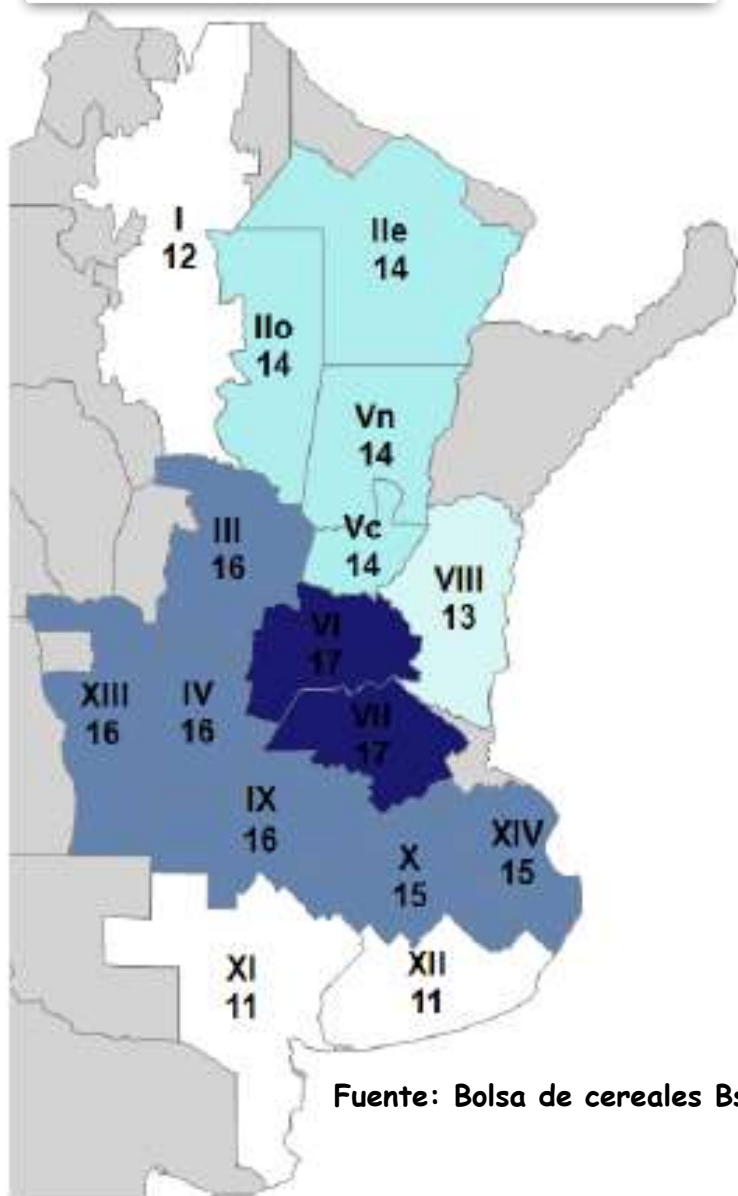 I
12
IIe
14
IIo
14
Vn
14
Vc
14
III
16
VIII
13
VI
17
XIII
16
IV
16
VII
17
IX
16
X
15
XIV
15
XI
11
XII
11
Fuente: Bolsa de cereales Bs